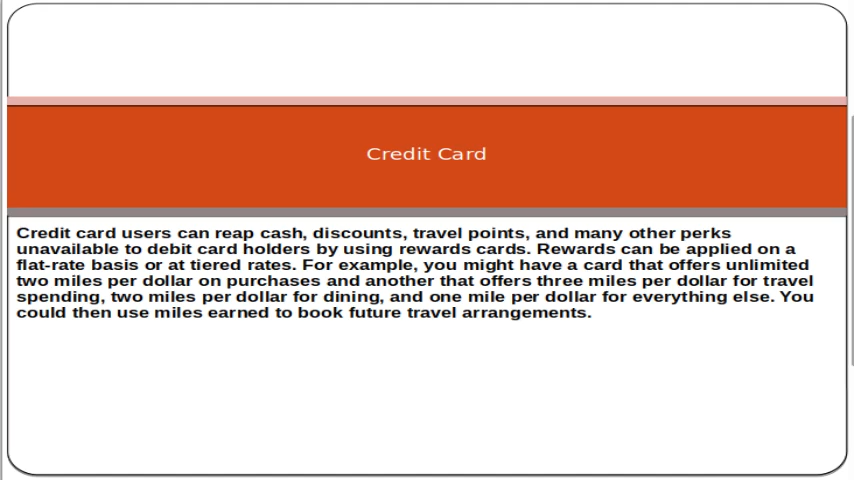 Credit Card
Credit card users can reap cash, discounts, travel points, and many other perks
unavailable to debit card holders by using rewards cards. Rewards can be applied on a
flat-rate basis or at tiered rates. For example, you might have a card that offers unlimited
two miles per dollar on purchases and another that offers three miles per dollar for travel
spending, two miles per dollar for dining, and one mile per dollar for everything else. You
could then use miles earned to book future travel arrangements.